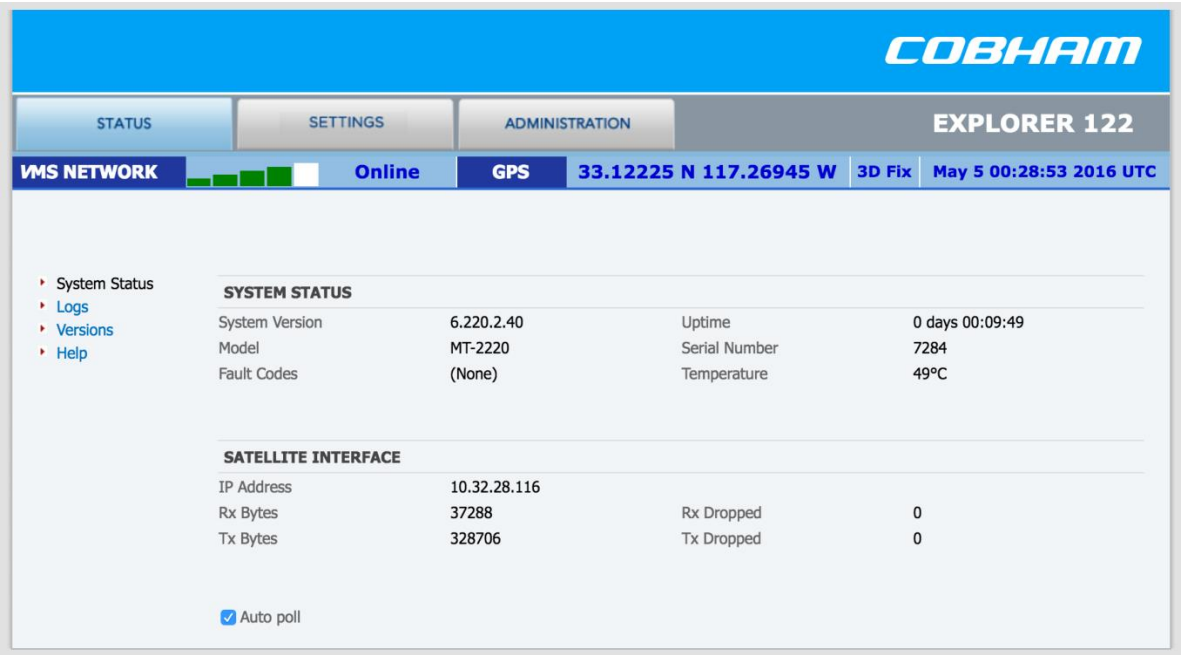 COBHAM
STATUS SETTINGS ADMINISTRATION EXPLORER 122
VMS NETWORK Online GPS 33.12225 N 117.26945 W 3D Fix May 5 00:28:53 2016 UTC
System Status
Logs
Versions
Help
SYSTEM STATUS
System Version 6.220.2.40 Uptime 0 days 00:09:49
Model MT-2220 Serial Number 7284
Fault Codes (None) Temperature 49°C
SATELLITE INTERFACE
IP Address 10.32.28.116
Rx Bytes 37288 Rx Dropped 0
Tx Bytes 328706 Tx Dropped 0
Auto poll